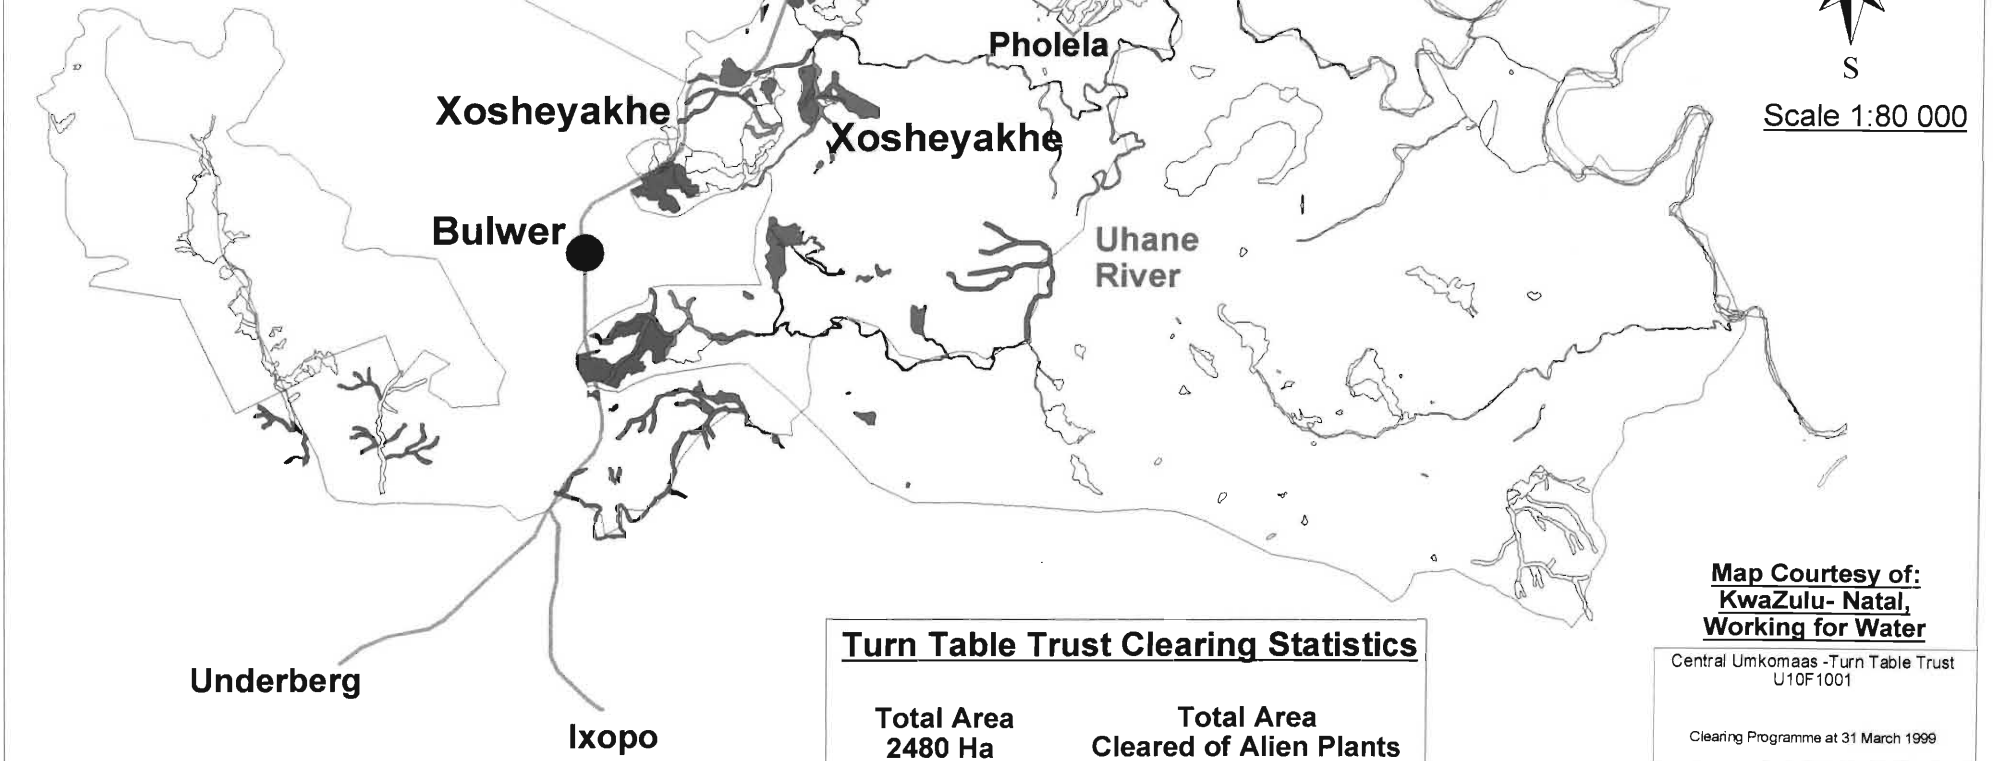 Pholela
S
Scale 1:80 000
Xosheyakhe
Xosheyakhe
Bulwer
Uhane
River
Map Courtesy of:
KwaZulu- Natal,
Working for Water
Central Umkomaas -Turn Table Trust
U10F1001
Clearing Programme at 31 March 1999
Underberg
Ixopo
Turn Table Trust Clearing Statistics
Total Area
2480 Ha
Total Area
Cleared of Alien Plants